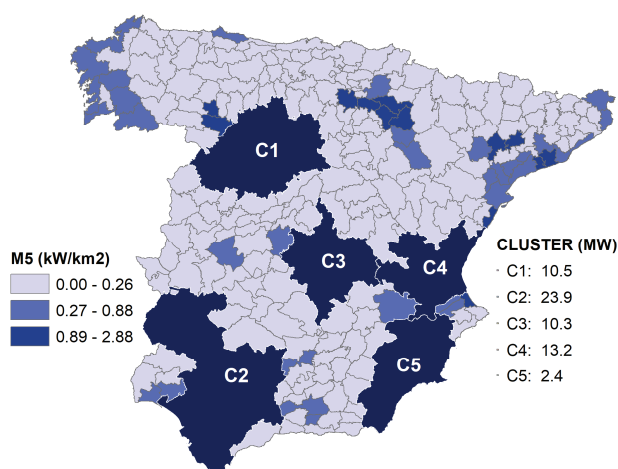 C1
C3
C4
C2
C5
M5 (kW/km2)
0.00 - 0.26
0.27 - 0.88
0.89 - 2.88
CLUSTER (MW)
· C1: 10.5
· C2: 23.9
· C3: 10.3
· C4: 13.2
· C5: 2.4